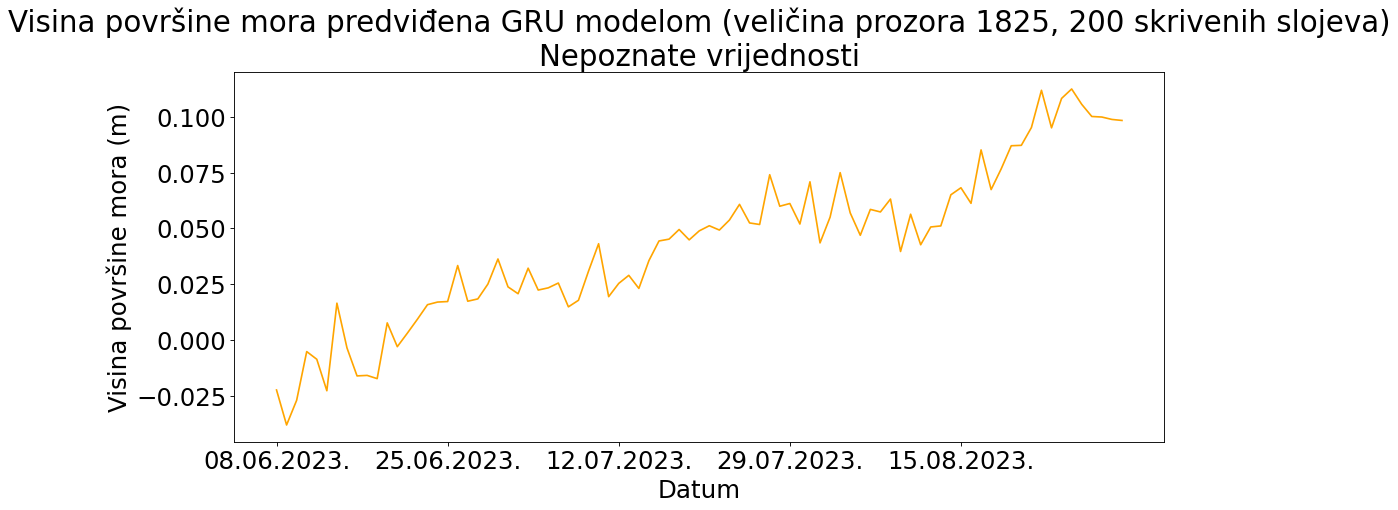 Visina površine mora predviđena GRU modelom (veličina prozora 1825, 200 skrivenih slojeva)
Nepoznate vrijednosti
Visina površine mora (m)
0.100
0.075
0.050
0.025
0.000
−0.025
08.06.2023. 25.06.2023. 12.07.2023. 29.07.2023. 15.08.2023.
Datum